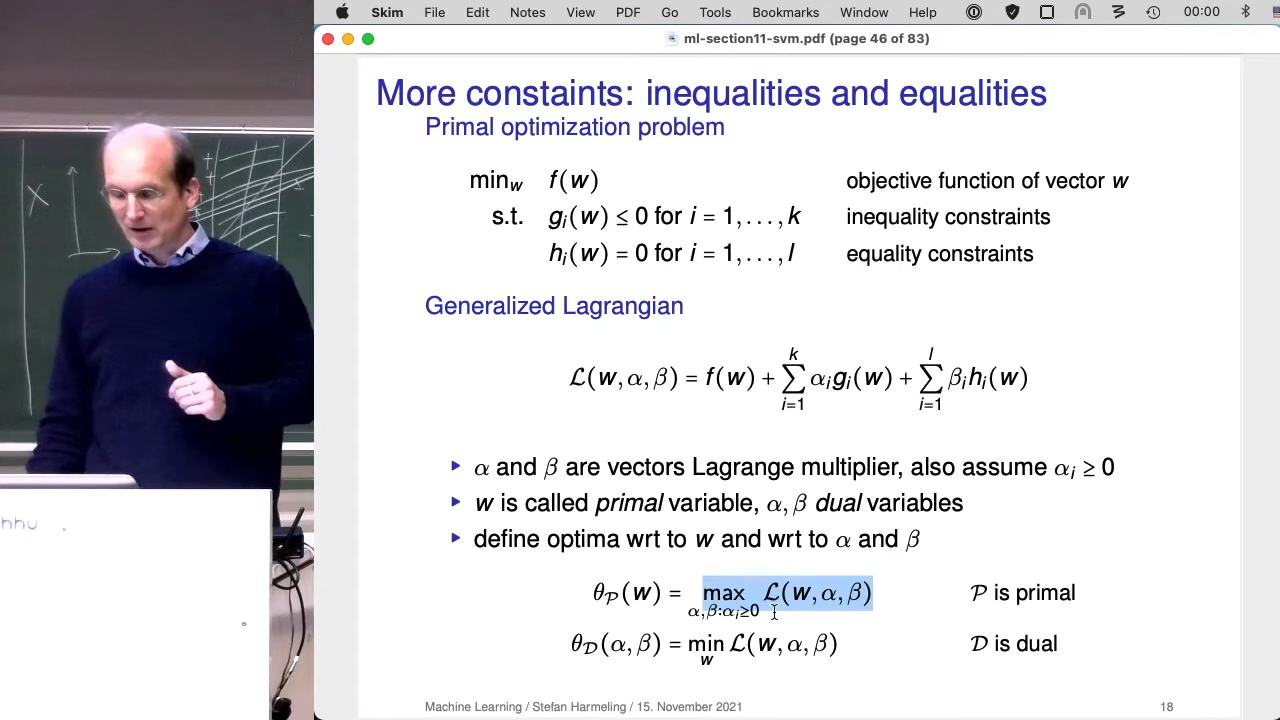 Skim File Edit Notes View PDF Go Tools Bookmarks Window Help 00:00
ml-section11-svm.pdf (page 46 of 83)
More constaints: inequalities and equalities
Primal optimization problem
min_w f(w) objective function of vector w
s.t. g_i(w) ≤ 0 for i = 1, . . . , k inequality constraints
h_i(w) = 0 for i = 1, . . . , l equality constraints
Generalized Lagrangian
ℒ(w, α, β) = f(w) + ∑_{i=1}^{k} α_i g_i(w) + ∑_{i=1}^{l} β_i h_i(w)
▸ α and β are vectors Lagrange multiplier, also assume α_i ≥ 0
▸ w is called primal variable, α, β dual variables
▸ define optima wrt to w and wrt to α and β
θ_𝒫(w) = max_{α,β:α_i≥0} ℒ(w, α, β) 𝒫 is primal
θ_𝒟(α, β) = min_w ℒ(w, α, β) 𝒟 is dual
Machine Learning / Stefan Harmeling / 15. November 2021 18
X
hhu